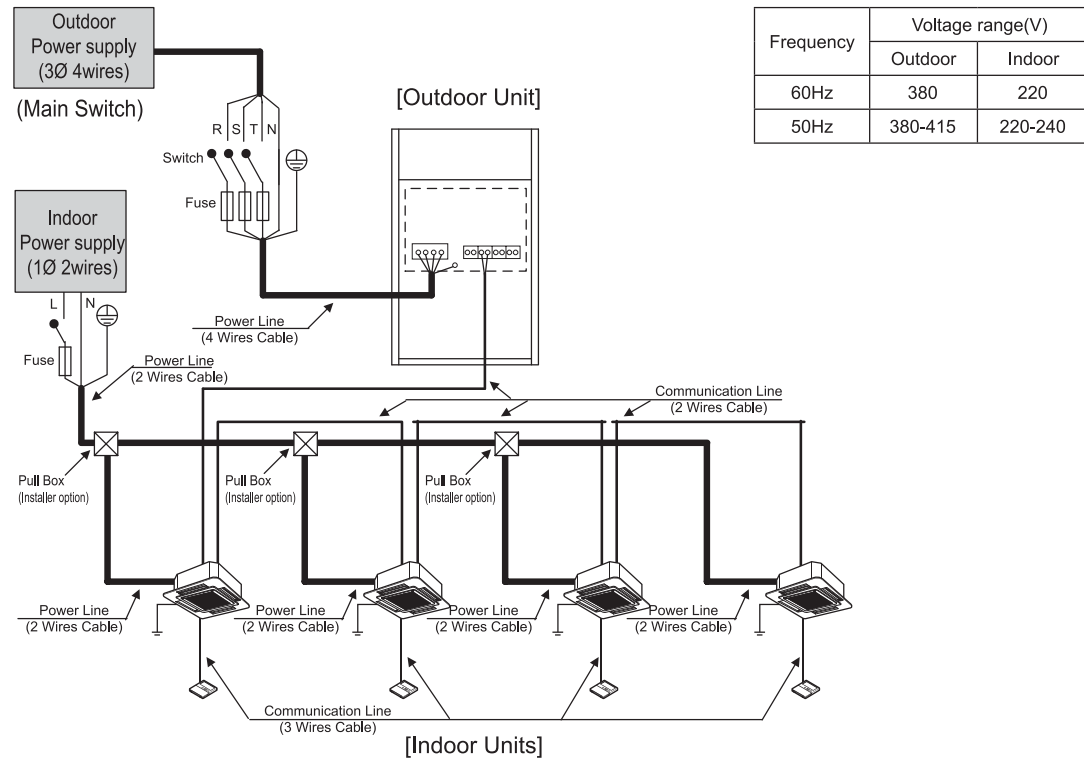 Outdoor
Power supply
(3Ø 4wires)
(Main Switch)
R S T N
Switch
Fuse
[Outdoor Unit]
Frequency
Voltage range(V)
Outdoor Indoor
60Hz 380 220
50Hz 380-415 220-240
Indoor
Power supply
(1Ø 2wires)
L N
Fuse
Power Line
(4 Wires Cable)
Power Line
(2 Wires Cable)
Communication Line
(2 Wires Cable)
Pull Box
(Installer option)
Pull Box
(Installer option)
Pull Box
(Installer option)
Power Line
(2 Wires Cable)
Power Line
(2 Wires Cable)
Power Line
(2 Wires Cable)
Power Line
(2 Wires Cable)
Communication Line
(3 Wires Cable)
[Indoor Units]